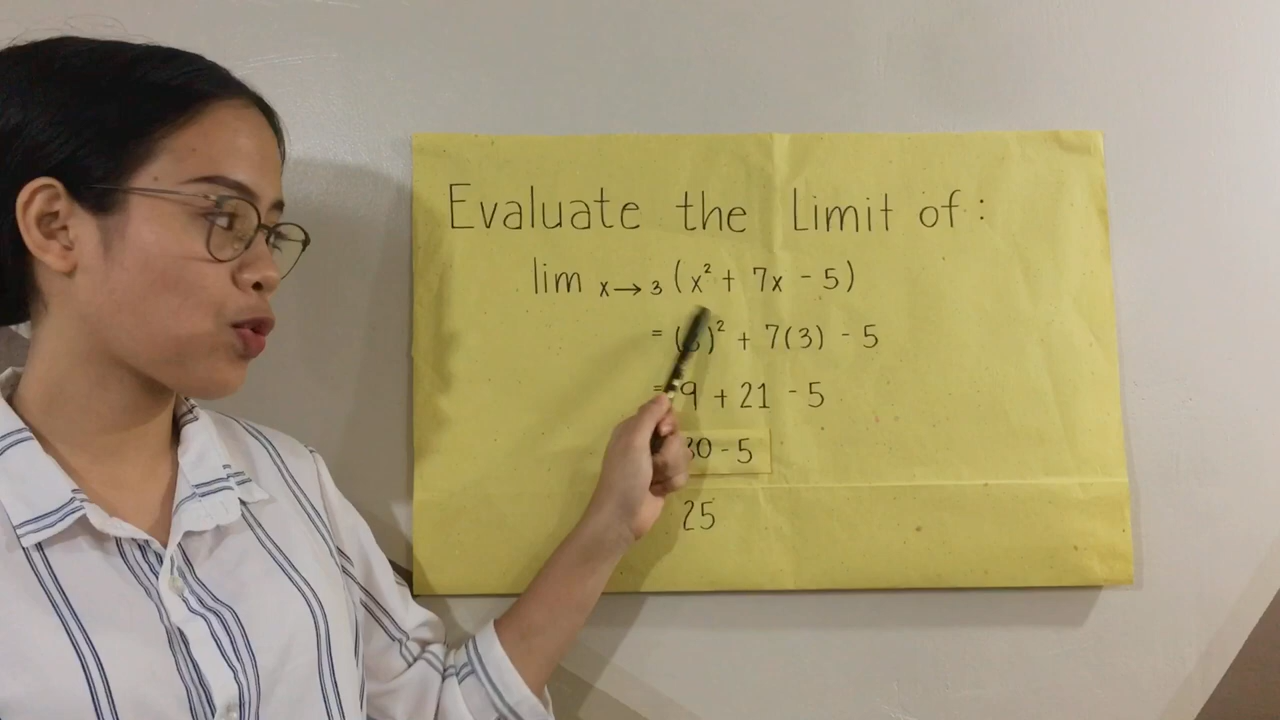 Evaluate the Limit of :
lim x→3 (x² + 7x - 5)
= (3)² + 7(3) - 5
= 9 + 21 - 5
30 - 5
25